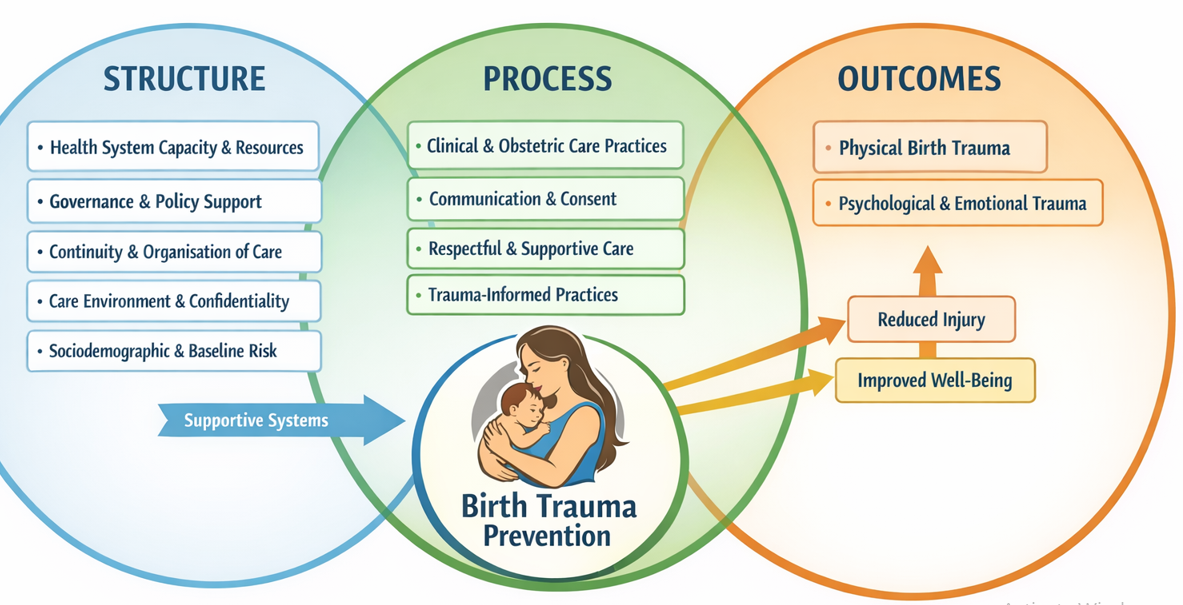 STRUCTURE
• Health System Capacity & Resources
• Governance & Policy Support
• Continuity & Organisation of Care
• Care Environment & Confidentiality
• Sociodemographic & Baseline Risk
Supportive Systems
PROCESS
• Clinical & Obstetric Care Practices
• Communication & Consent
• Respectful & Supportive Care
• Trauma-Informed Practices
Birth Trauma
Prevention
OUTCOMES
• Physical Birth Trauma
• Psychological & Emotional Trauma
Reduced Injury
Improved Well-Being